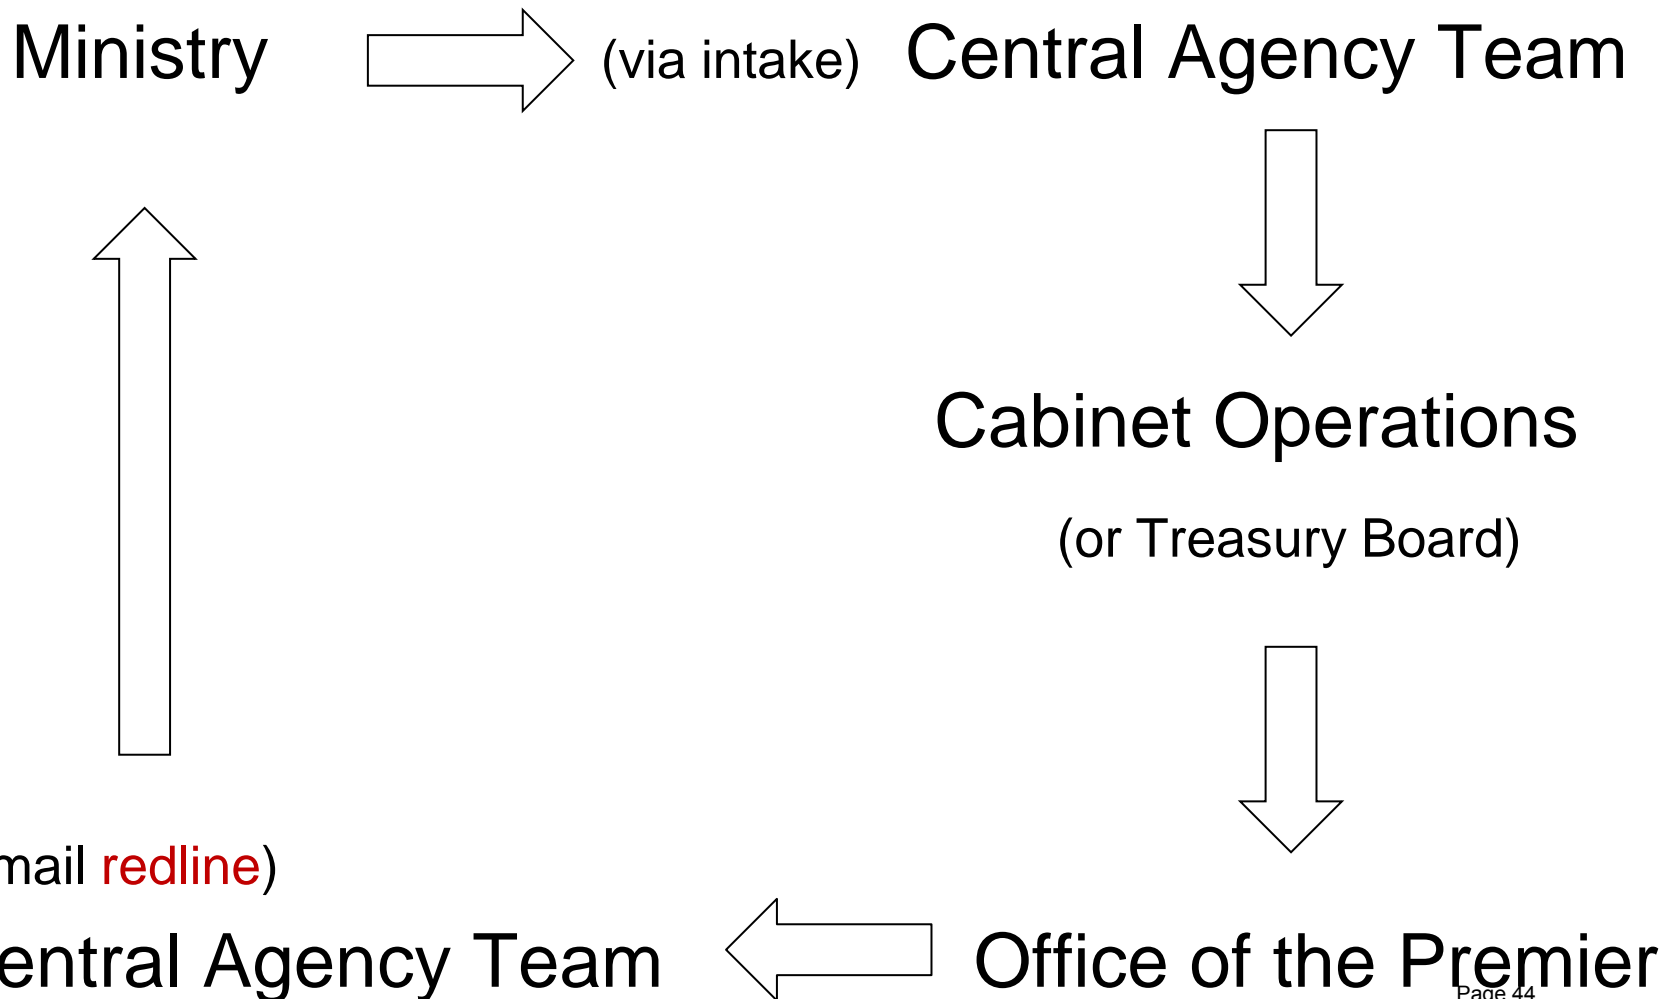 Ministry (via intake) Central Agency Team
Cabinet Operations
(or Treasury Board)
mail redline)
entral Agency Team Office of the Premier
Page 44